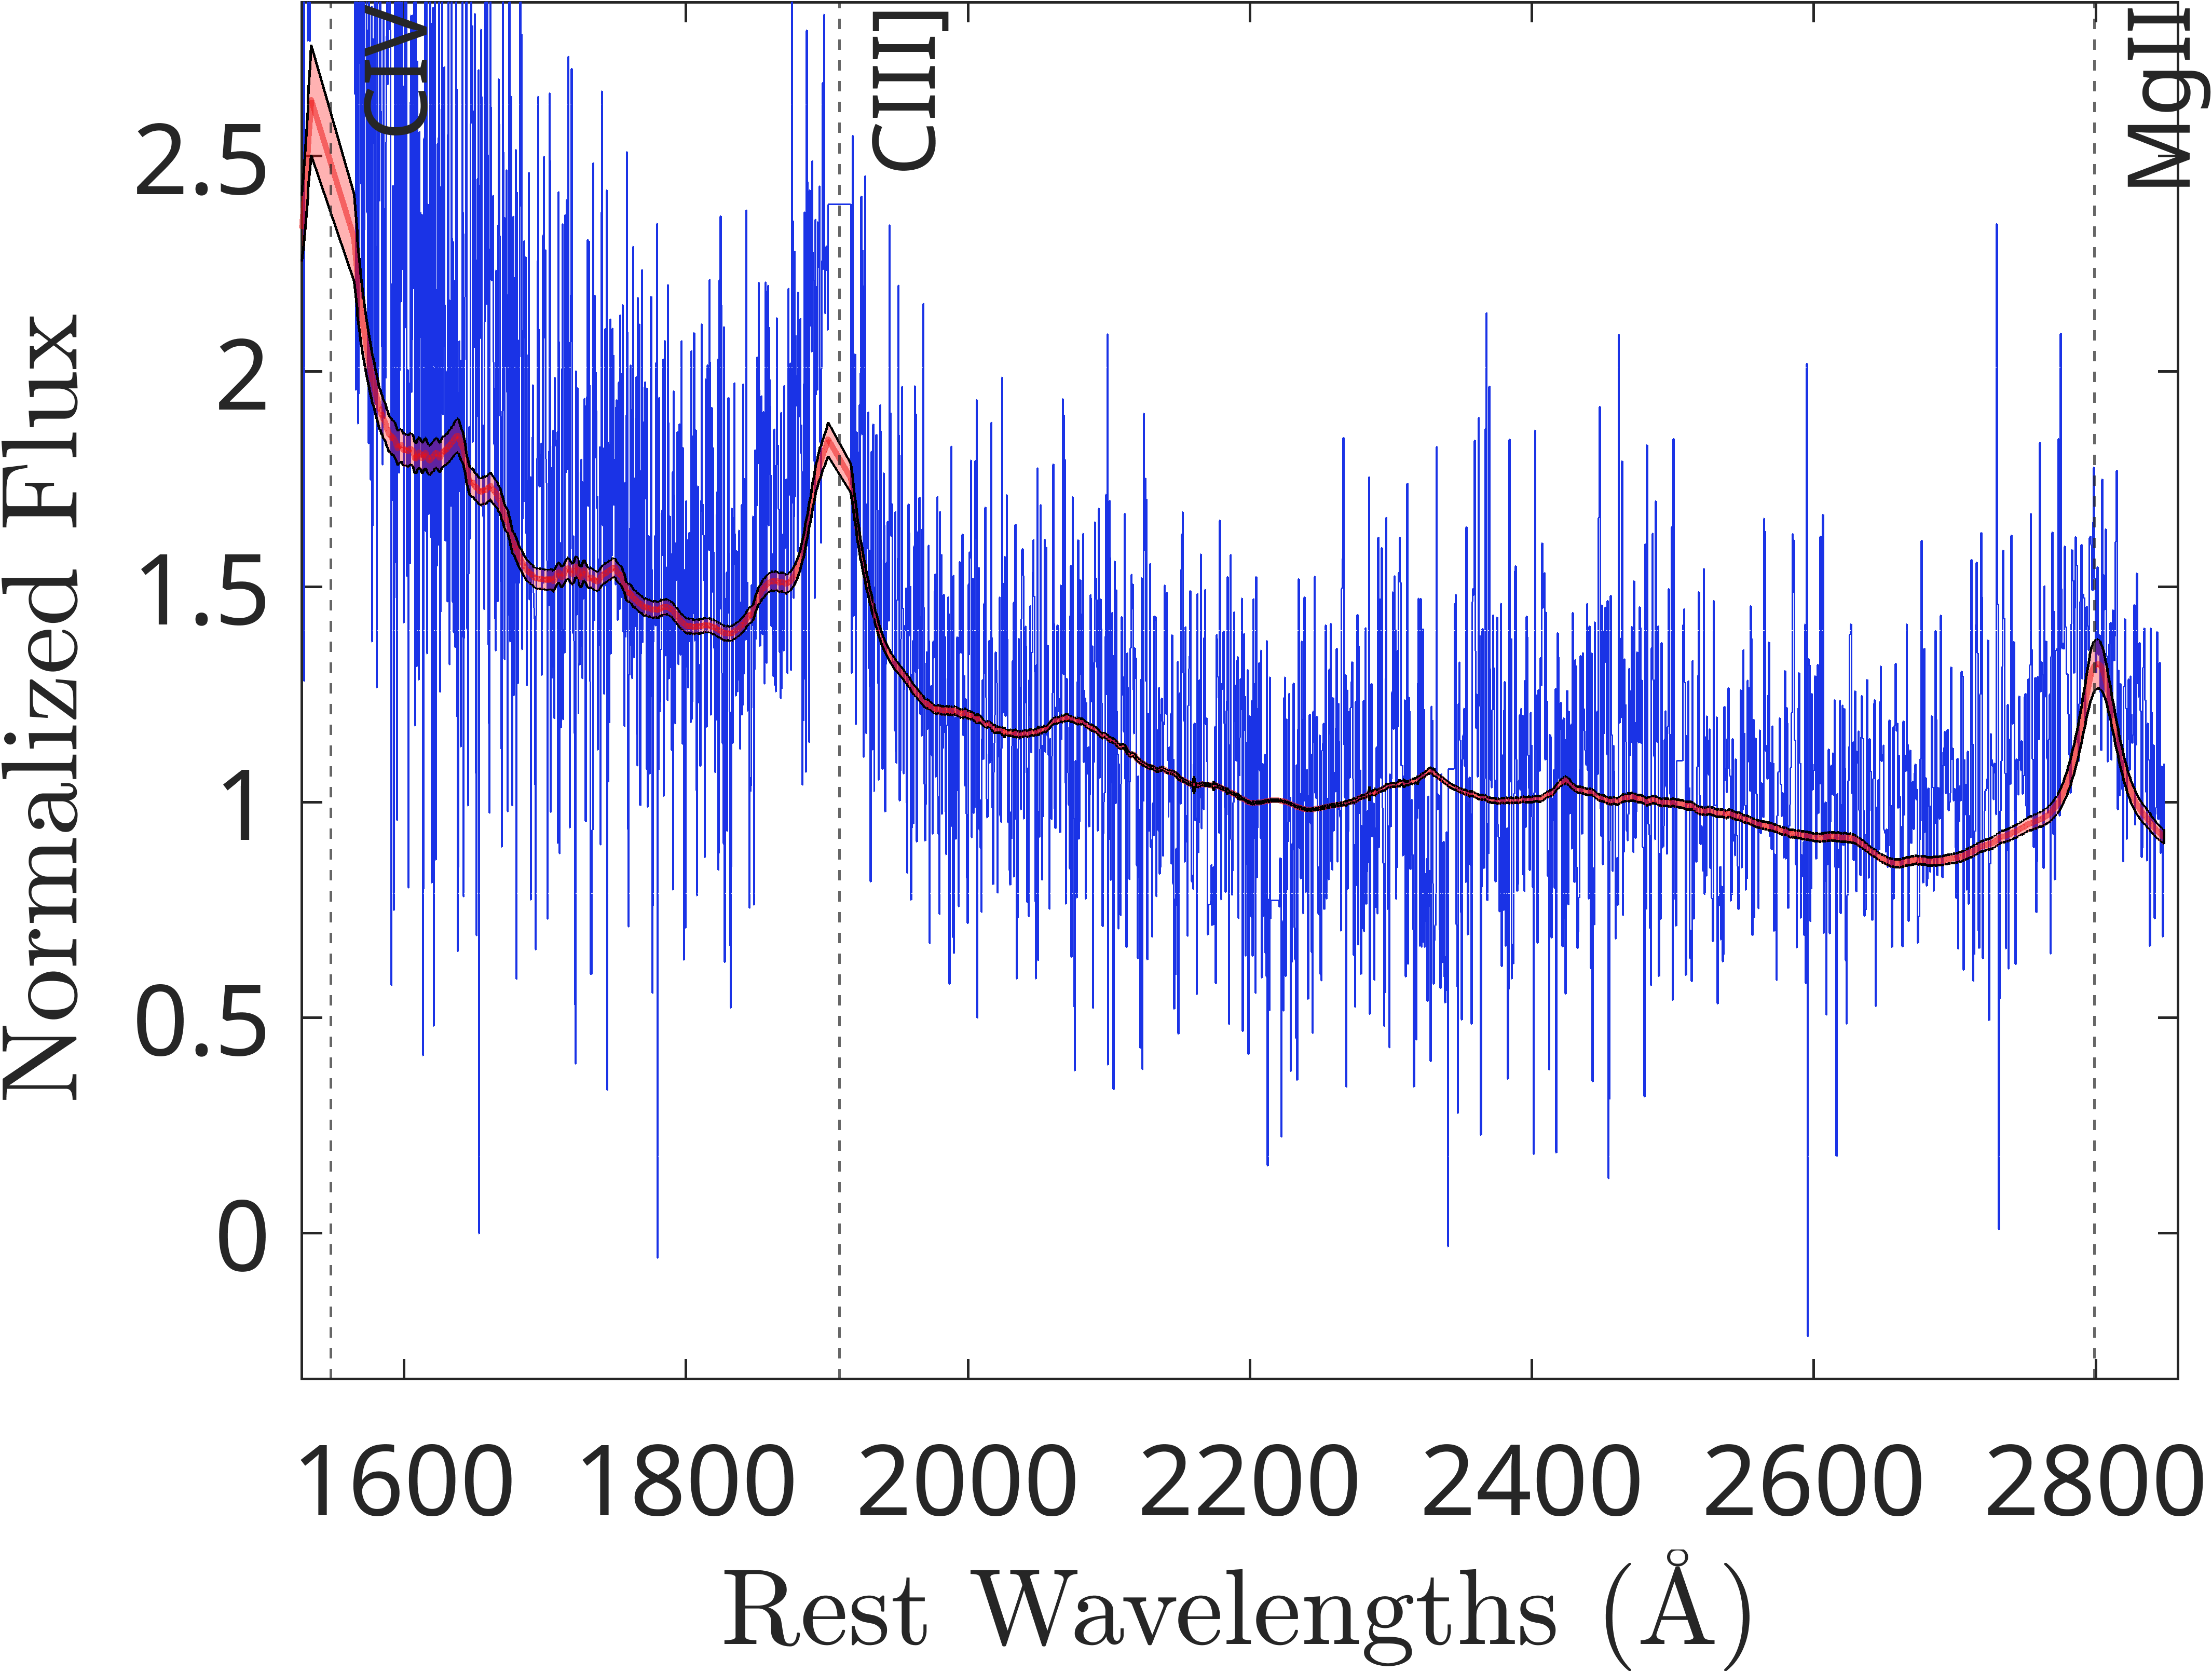 CIV
CIII]
MgII
2.5
2
1.5
1
0.5
0
Normalized Flux
1600 1800 2000 2200 2400 2600 2800
Rest Wavelengths (Å)